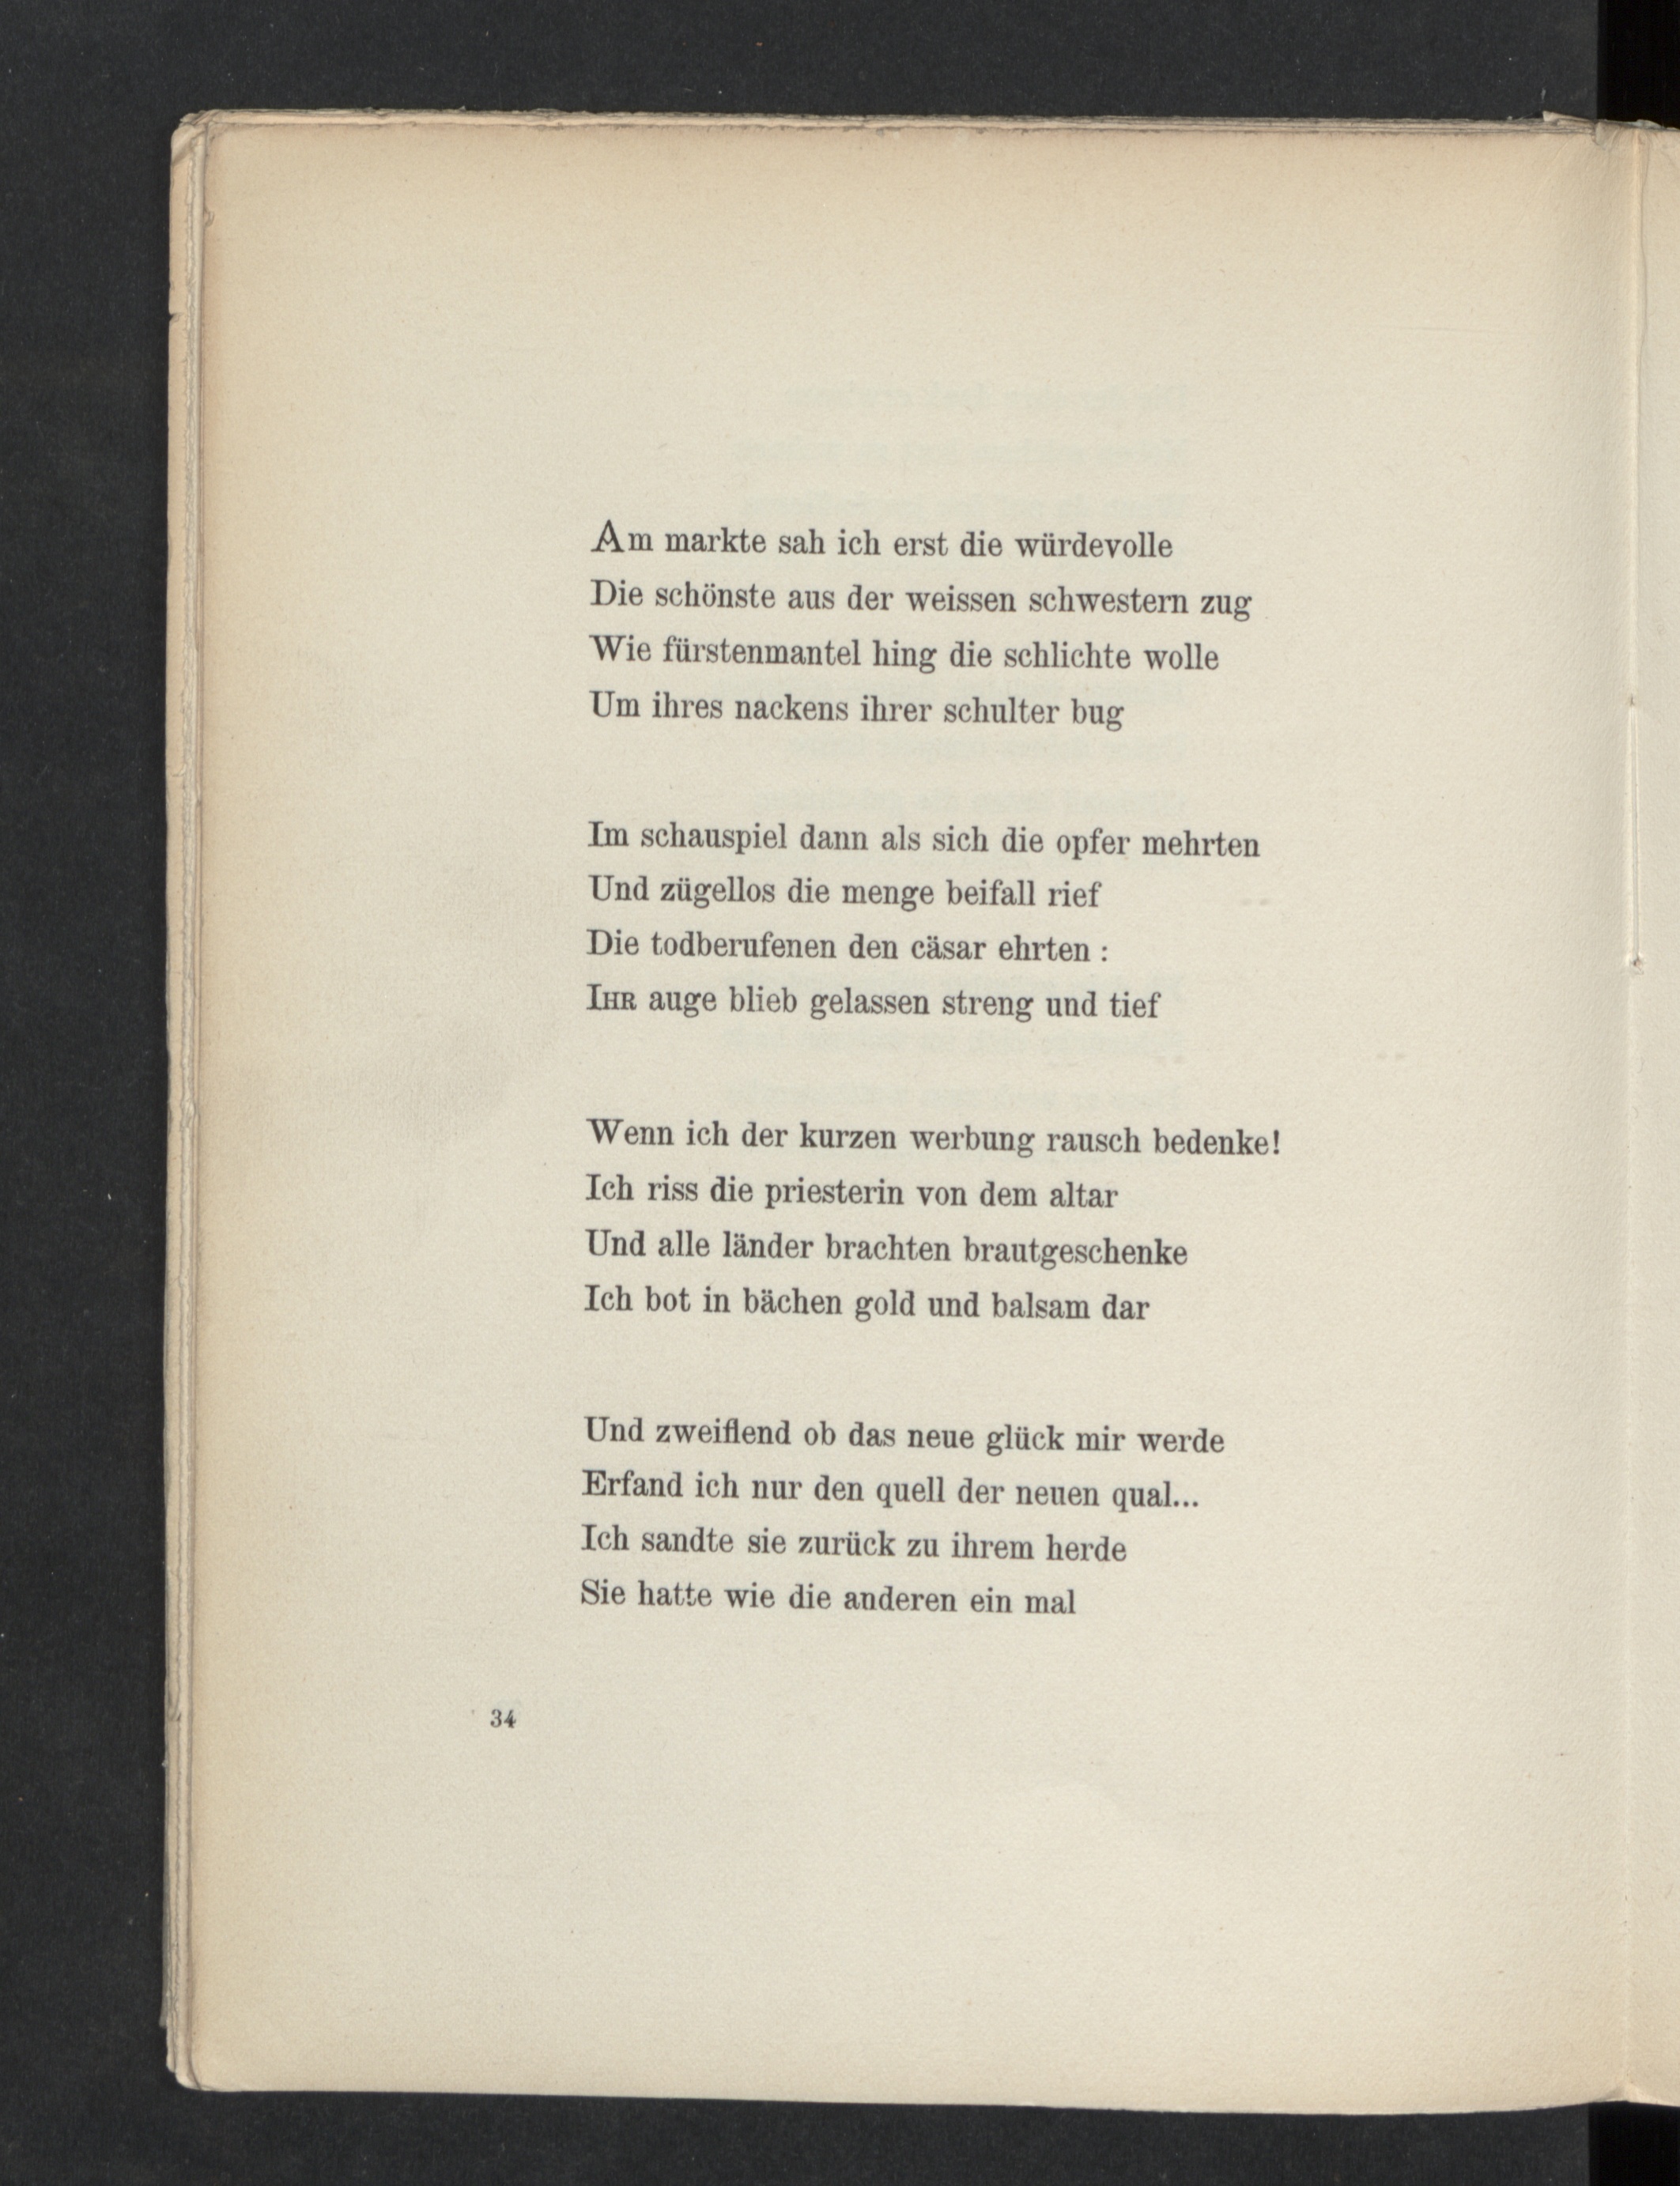 Am markte sah ich erst die würdevolle
Die schönste aus der weissen schwestern zug
Wie fürstenmantel hing die schlichte wolle
Um ihres nackens ihrer schulter bug
Im schauspiel dann als sich die opfer mehrten
Und zügellos die menge beifall rief
Die todberufenen den cäsar ehrten :
IHR auge blieb gelassen streng und tief
Wenn ich der kurzen werbung rausch bedenke!
Ich riss die priesterin von dem altar
Und alle länder brachten brautgeschenke
Ich bot in bächen gold und balsam dar
Und zweiflend ob das neue glück mir werde
Erfand ich nur den quell der neuen qual...
Ich sandte sie zurück zu ihrem herde
Sie hatte wie die anderen ein mal
34